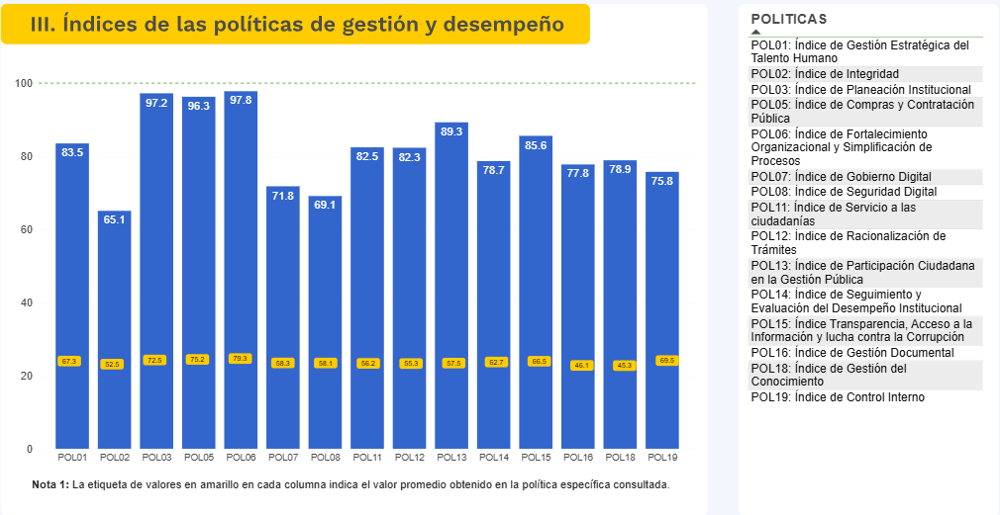 III. Índices de las políticas de gestión y desempeño
100
80
60
40
20
0
83.5
65.1
97.2
96.3
97.8
71.8
69.1
82.5
82.3
89.3
78.7
85.6
77.8
78.9
75.8
67.3
52.5
72.5
75.2
79.3
58.3
58.1
56.2
55.3
57.5
62.7
66.5
46.1
45.3
69.5
POL01 POL02 POL03 POL05 POL06 POL07 POL08 POL11 POL12 POL13 POL14 POL15 POL16 POL18 POL19
Nota 1: La etiqueta de valores en amarillo en cada columna indica el valor promedio obtenido en la política específica consultada.
POLITICAS
POL01: Índice de Gestión Estratégica del
Talento Humano
POL02: Índice de Integridad
POL03: Índice de Planeación Institucional
POL05: Índice de Compras y Contratación
Pública
POL06: Índice de Fortalecimiento
Organizacional y Simplificación de
Procesos
POL07: Índice de Gobierno Digital
POL08: Índice de Seguridad Digital
POL11: Índice de Servicio a las
ciudadanías
POL12: Índice de Racionalización de
Trámites
POL13: Índice de Participación Ciudadana
en la Gestión Pública
POL14: Índice de Seguimiento y
Evaluación del Desempeño Institucional
POL15: Índice Transparencia, Acceso a la
Información y lucha contra la Corrupción
POL16: Índice de Gestión Documental
POL18: Índice de Gestión del
Conocimiento
POL19: Índice de Control Interno